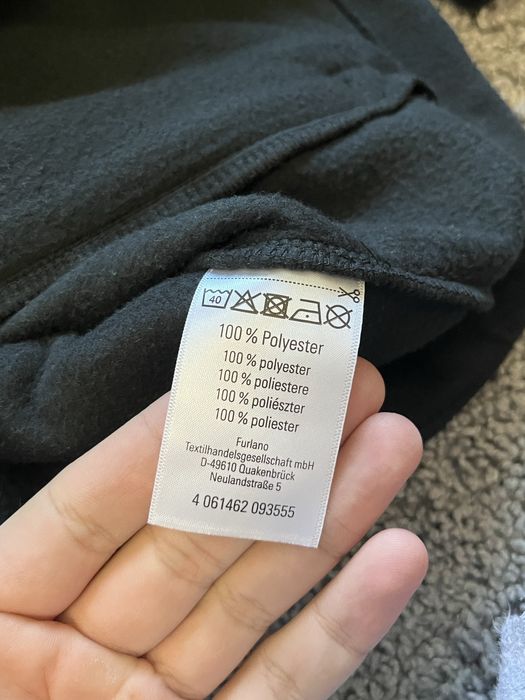 40
100 % Polyester
100 % polyester
100 % poliestere
100 % poliészter
100 % poliester
Furlano
Textilhandelsgesellschaft mbH
D-49610 Quakenbrück
Neulandstraße 5
4 061462 093555